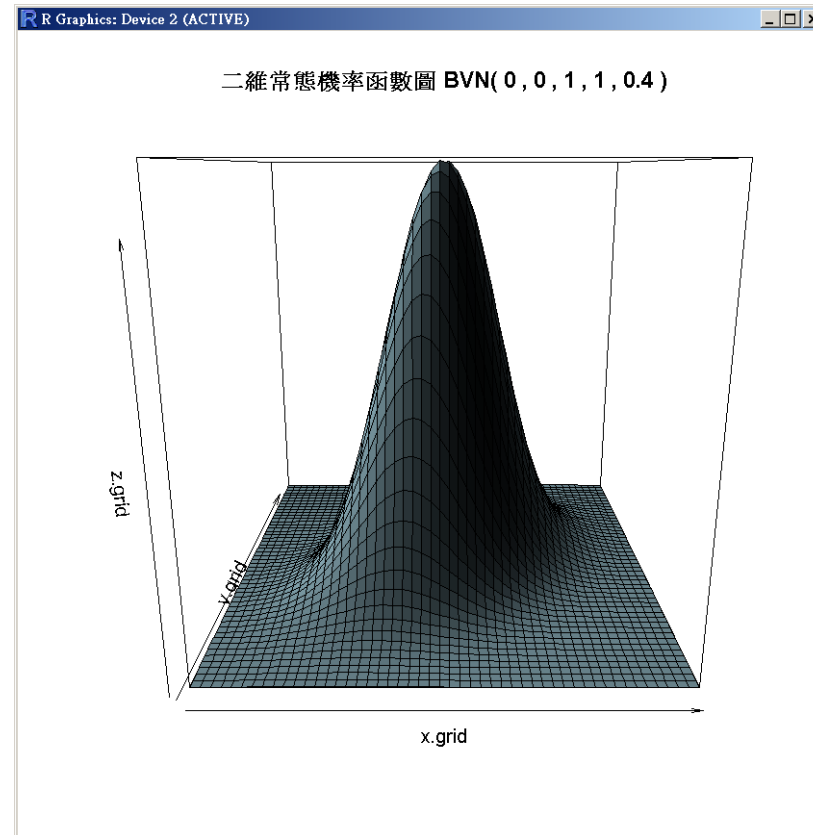 R Graphics: Device 2 (ACTIVE)
二維常態機率函數圖 BVN( 0 , 0 , 1 , 1 , 0.4 )
z.grid
y.grid
x.grid